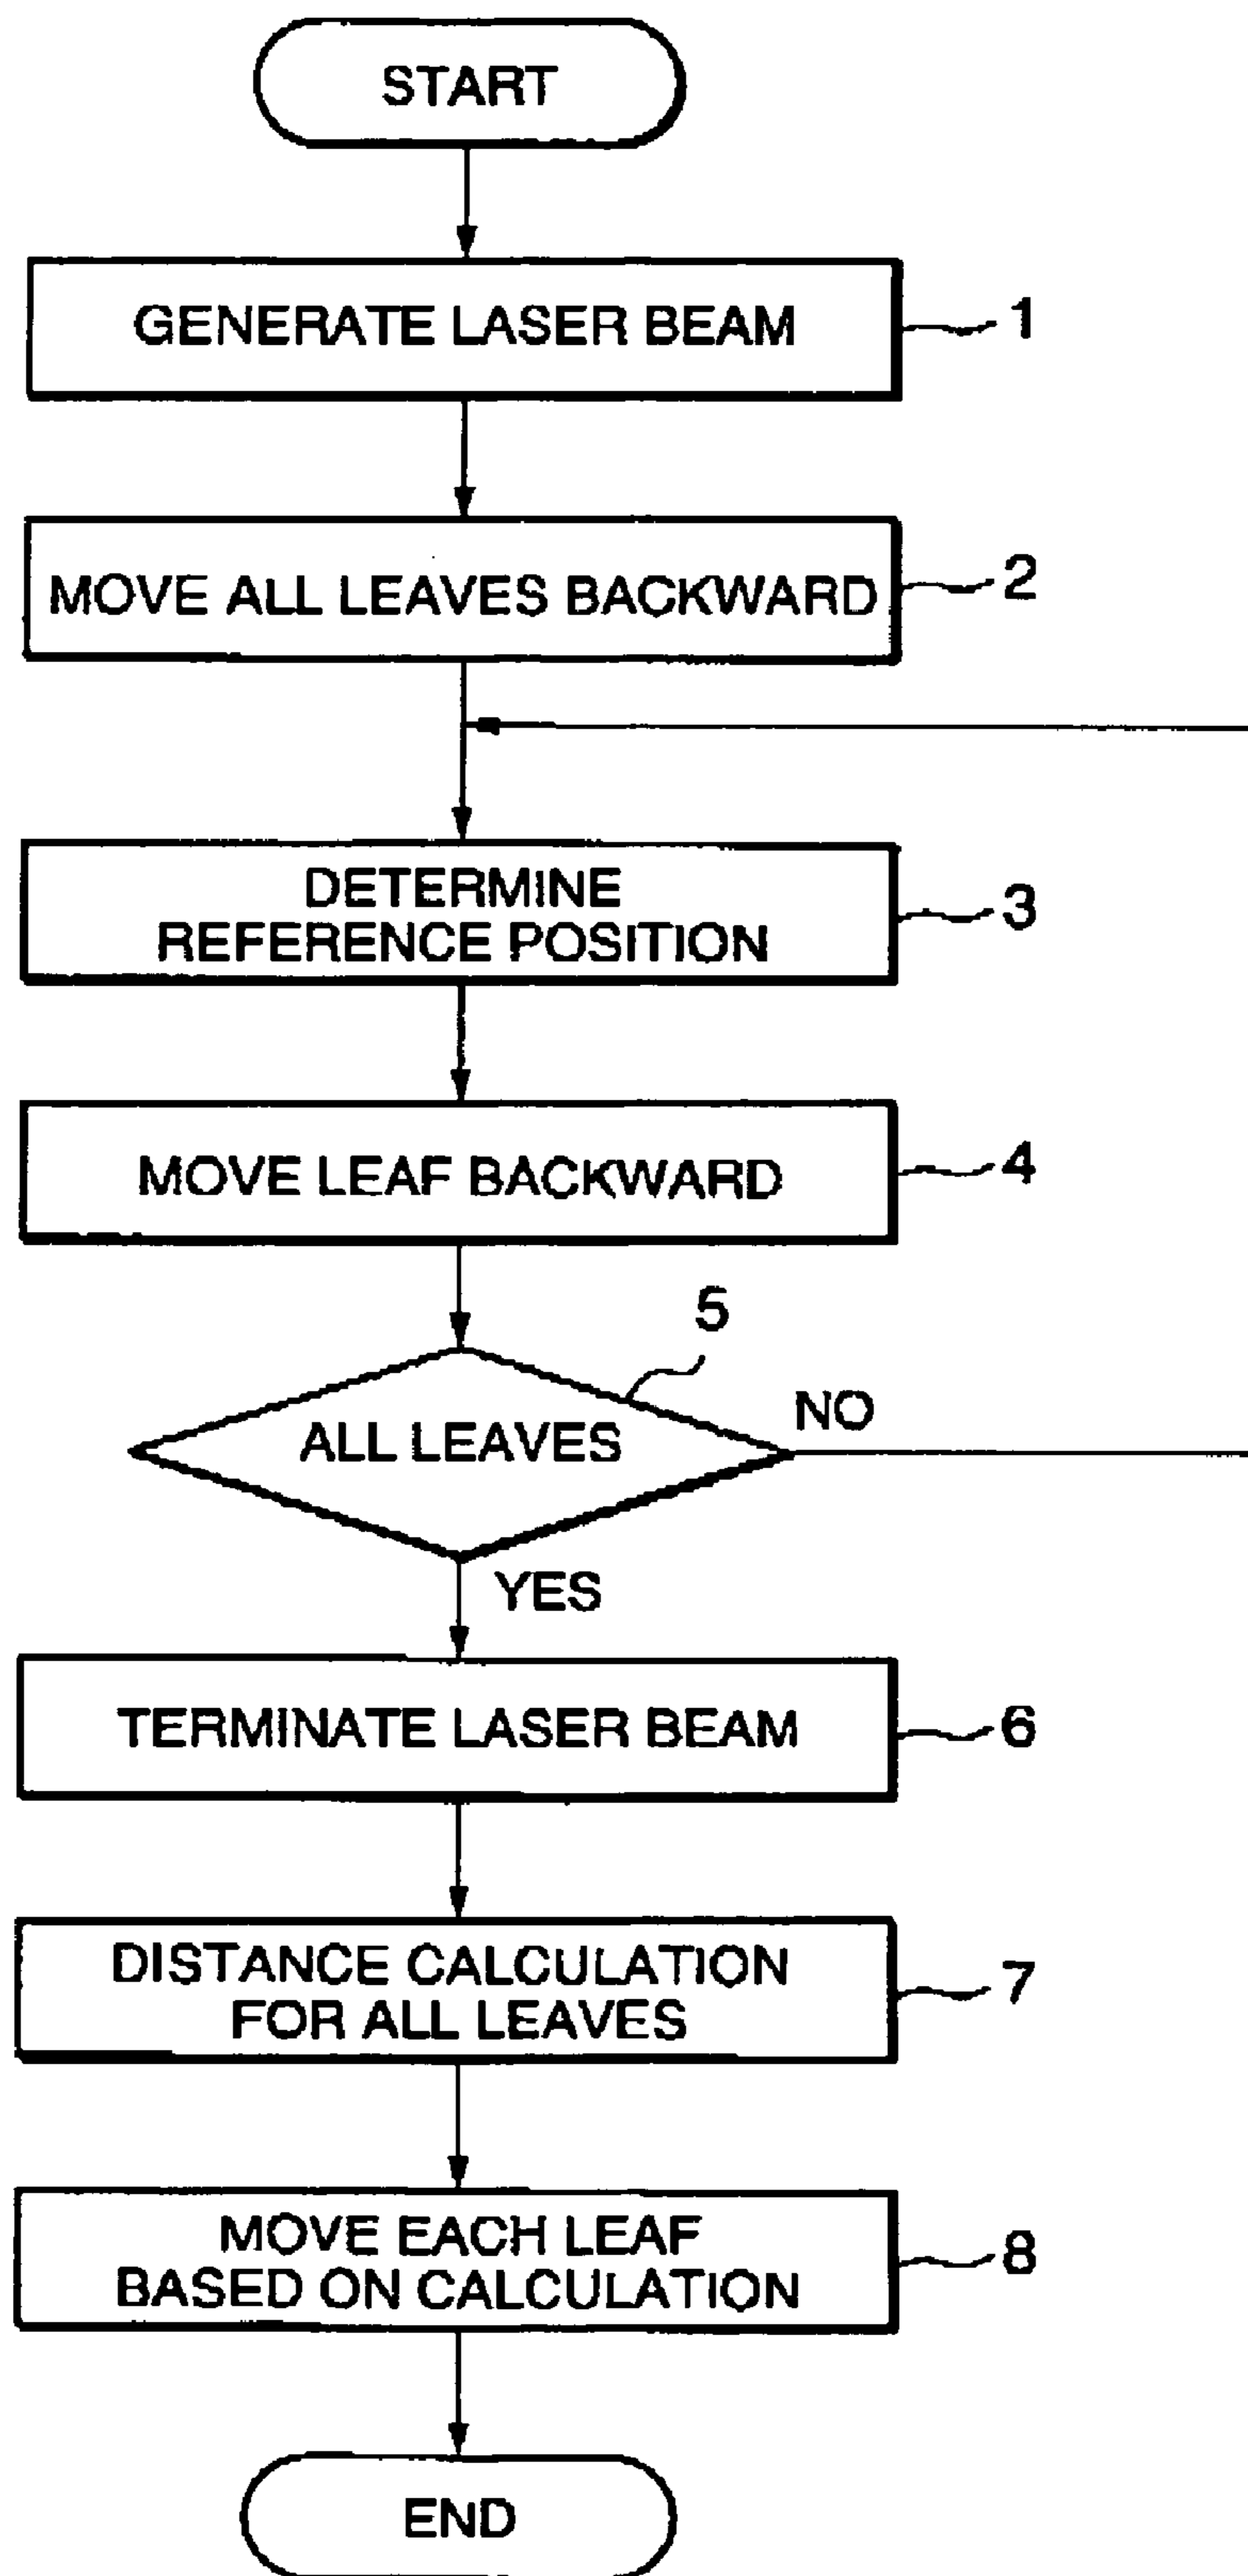 START
GENERATE LASER BEAM
1
MOVE ALL LEAVES BACKWARD
2
DETERMINE
REFERENCE POSITION
3
MOVE LEAF BACKWARD
4
5
ALL LEAVES
NO
YES
TERMINATE LASER BEAM
6
DISTANCE CALCULATION
FOR ALL LEAVES
7
MOVE EACH LEAF
BASED ON CALCULATION
8
END